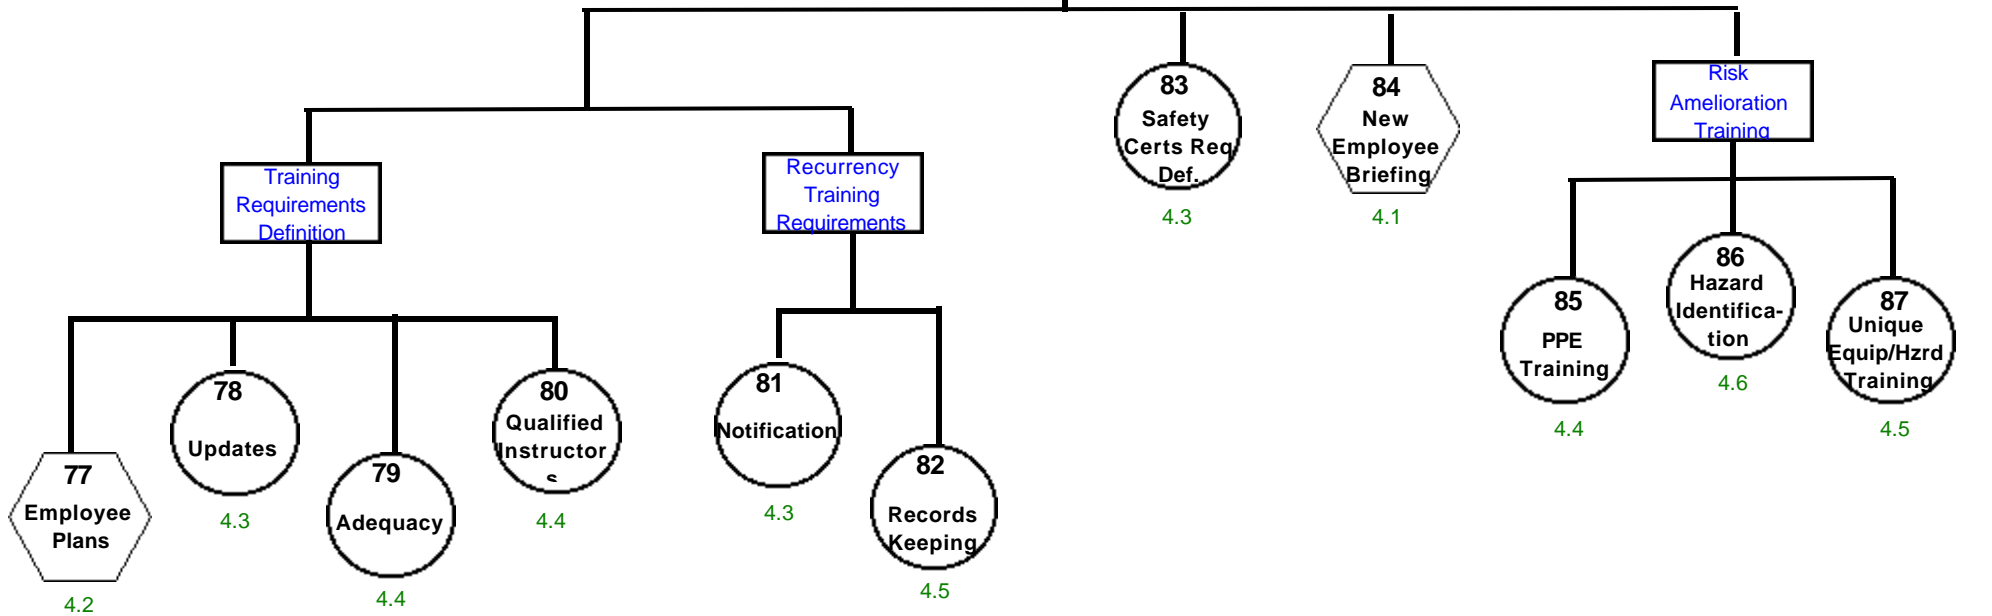 83
Safety
Certs Req
Def.
4.3
84
New
Employee
Briefing
4.1
Risk
Amelioration
Training
Training
Requirements
Definition
Recurrency
Training
Requirements
77
Employee
Plans
4.2
78
Updates
4.3
79
Adequacy
4.4
80
Qualified
Instructor
s
4.4
81
Notification
4.3
82
Records
Keeping
4.5
85
PPE
Training
4.4
86
Hazard
Identifica-
tion
4.6
87
Unique
Equip/Hzrd
Training
4.5